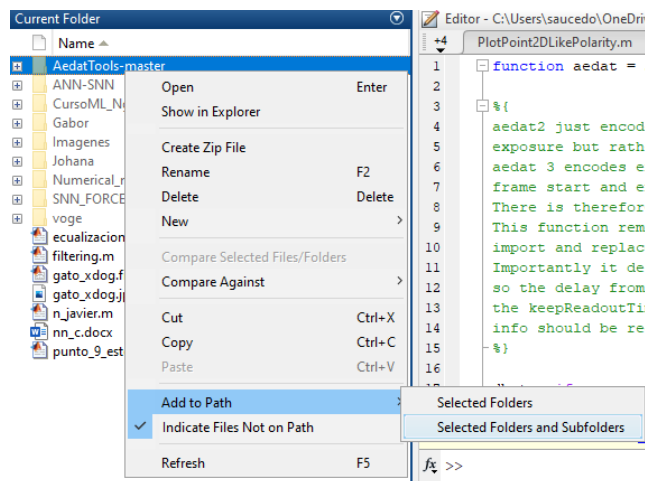 Current Folder
Name
AedatTools-master
ANN-SNN
CursoML_Ng
Gabor
Imagenes
Johana
Numerical_r
SNN_FORCE
voge
ecualizacion
filtering.m
gato_xdog.f
gato_xdog.jp
n_javier.m
nn_c.docx
punto_9_est
Open Enter
Show in Explorer
Create Zip File
Rename F2
Delete Delete
New
Compare Selected Files/Folders
Compare Against
Cut Ctrl+X
Copy Ctrl+C
Paste Ctrl+V
Add to Path
Indicate Files Not on Path
Refresh F5
Selected Folders
Selected Folders and Subfolders
Editor - C:\Users\saucedo\OneDri
+4 PlotPoint2DLikePolarity.m
1 function aedat =
2
3 %{
4 aedat2 just encod
5 exposure but rath
6 aedat 3 encodes e
7 frame start and e
8 There is therefor
9 This function rem
10 import and replac
11 Importantly it de
12 so the delay from
13 the keepReadoutTi
14 info should be re
15 %}
16
fx >>